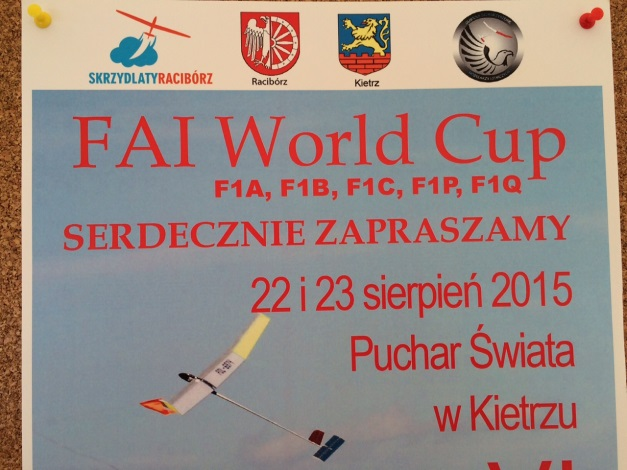 SKRZYDLATYRACIBÓRZ
Racibórz
Kietrz
FAI World Cup
F1A, F1B, F1C, F1P, F1Q
SERDECZNIE ZAPRASZAMY
22 i 23 sierpień 2015
Puchar Świata
w Kietrzu